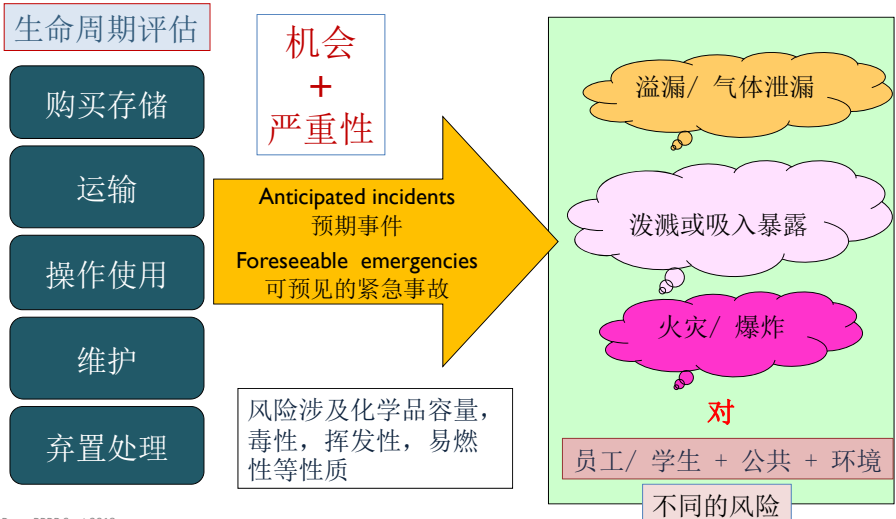 生命周期评估
购买存储
运输
操作使用
维护
弃置处理
机会
+
严重性
Anticipated incidents
预期事件
Foreseeable emergencies
可预见的紧急事故
风险涉及化学品容量，
毒性，挥发性，易燃
性等性质
溢漏/ 气体泄漏
泼溅或吸入暴露
火灾/ 爆炸
对
员工/ 学生 + 公共 + 环境
不同的风险